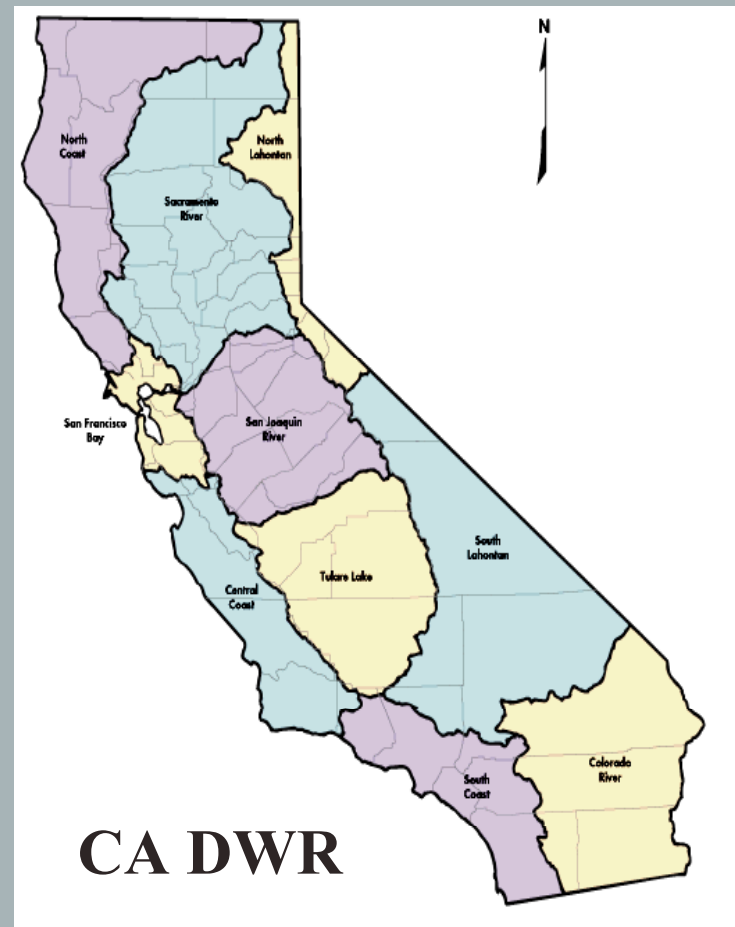 N
North
Coast
North
Lahontan
Sacramento
River
San Francisco
Bay
San Joaquin
River
South
Lahontan
Tulare Lake
Central
Coast
Colorado
River
South
Coast
CA DWR